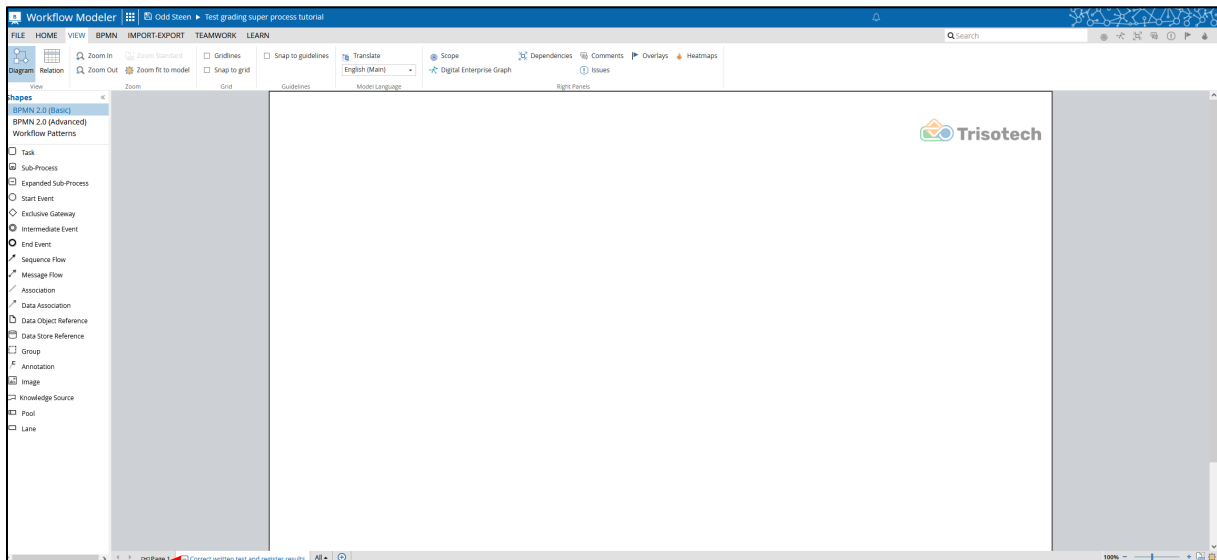 Workflow Modeler Odd Steen ▸ Test grading super process tutorial
FILE HOME VIEW BPMN IMPORT-EXPORT TEAMWORK LEARN Search
Diagram Relation
Zoom In Zoom Standard
Zoom Out Zoom fit to model
Gridlines
Snap to grid
Snap to guidelines
Translate
English (Main)
Scope
Digital Enterprise Graph
Dependencies Comments Overlays Heatmaps
Issues
View Zoom Grid Guidelines Model Language Right Panels
Shapes
BPMN 2.0 (Basic)
BPMN 2.0 (Advanced)
Workflow Patterns
Task
Sub-Process
Expanded Sub-Process
Start Event
Exclusive Gateway
Intermediate Event
End Event
Sequence Flow
Message Flow
Association
Data Association
Data Object Reference
Data Store Reference
Group
Annotation
Image
Knowledge Source
Pool
Lane
Trisotech
Page 1 Correct written test and register results All 100%